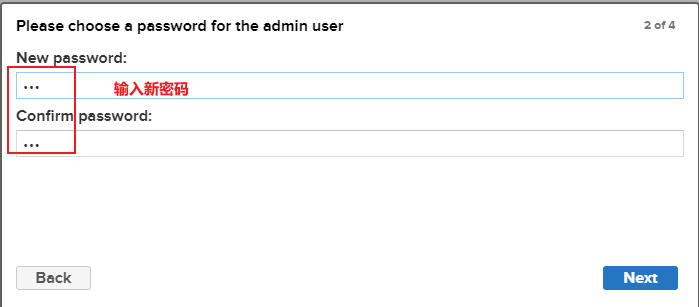 Please choose a password for the admin user
2 of 4
New password:
•••
输入新密码
Confirm password:
•••
Back
Next